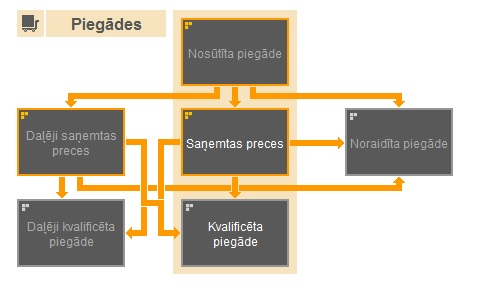 Piegādes
Nosūtīta piegāde
Daļēji saņemtas
preces
Saņemtas preces
Noraidīta piegāde
Daļēji kvalificēta
piegāde
Kvalificēta
piegāde